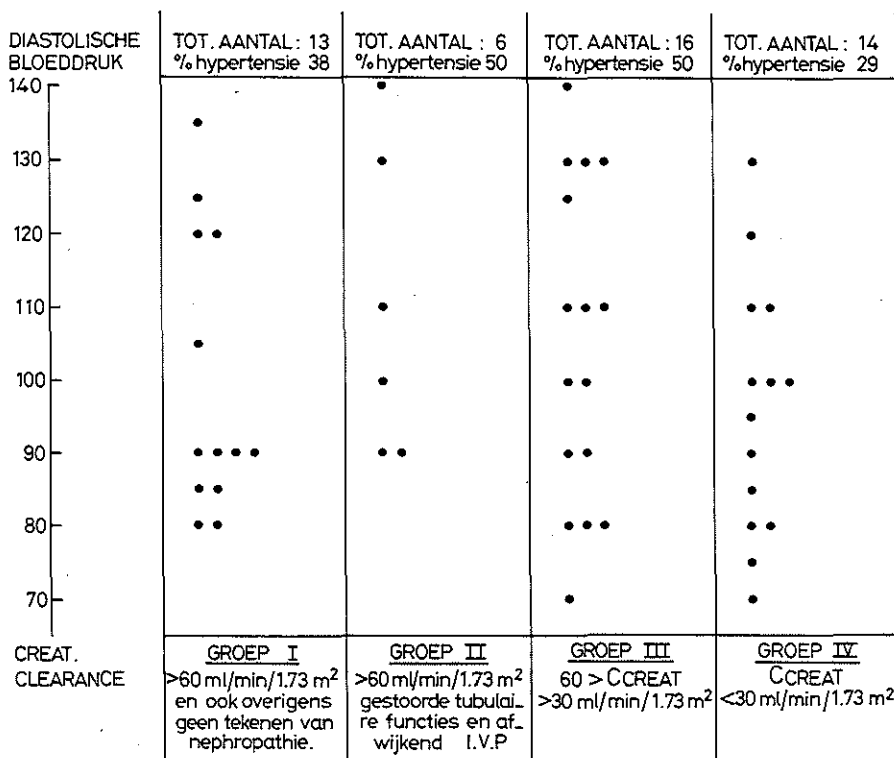 DIASTOLISCHE
BLOEDDRUK
TOT. AANTAL: 13
% hypertensie 38
TOT. AANTAL : 6
% hypertensie 50
TOT. AANTAL: 16
% hypertensie 50
TOT. AANTAL: 14
% hypertensie 29
140
130
120
110
100
90
80
70
CREAT.
CLEARANCE
GROEP I
>60 ml/min/1.73 m²
en ook overigens
geen tekenen van
nephropathie.
GROEP II
>60 ml/min/1.73 m²
gestoorde tubulai_
re functies en af_
wijkend I.V.P
GROEP III
60 > CCREAT
>30 ml/min/1.73 m²
GROEP IV
CCREAT
<30 ml/min/1.73 m²